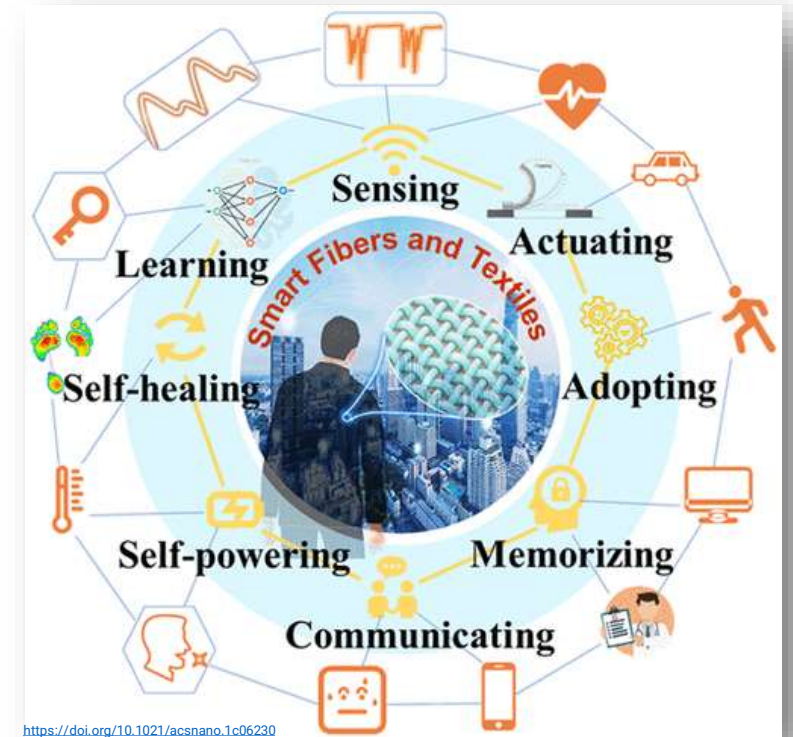 Sensing
Actuating
Learning
Smart Fibers and Textiles
Self-healing
Adopting
Self-powering
Memorizing
Communicating
https://doi.org/10.1021/acsnano.1c06230